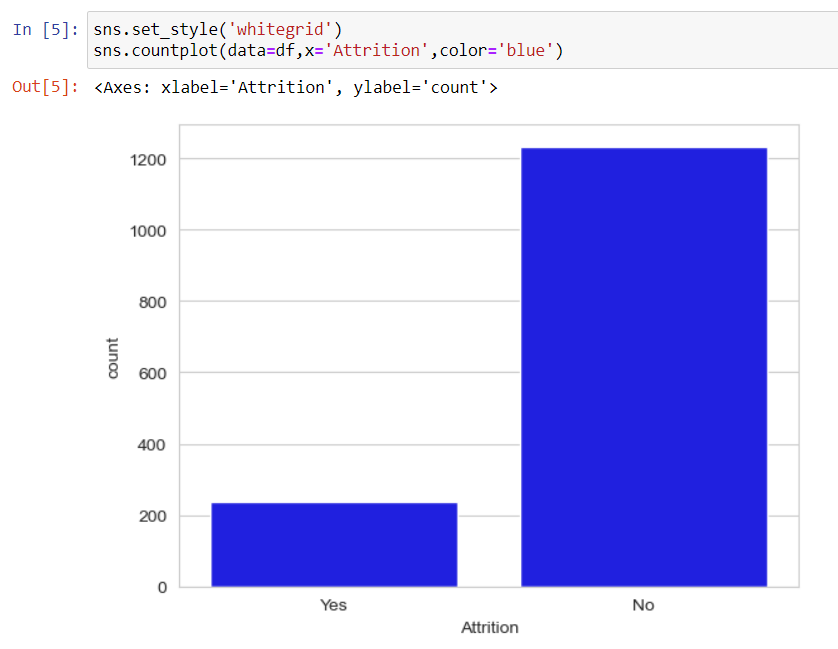 In [5]: sns.set_style('whitegrid')
sns.countplot(data=df,x='Attrition',color='blue')
Out[5]: <Axes: xlabel='Attrition', ylabel='count'>
1200
1000
800
600
400
200
0
count
Yes No
Attrition